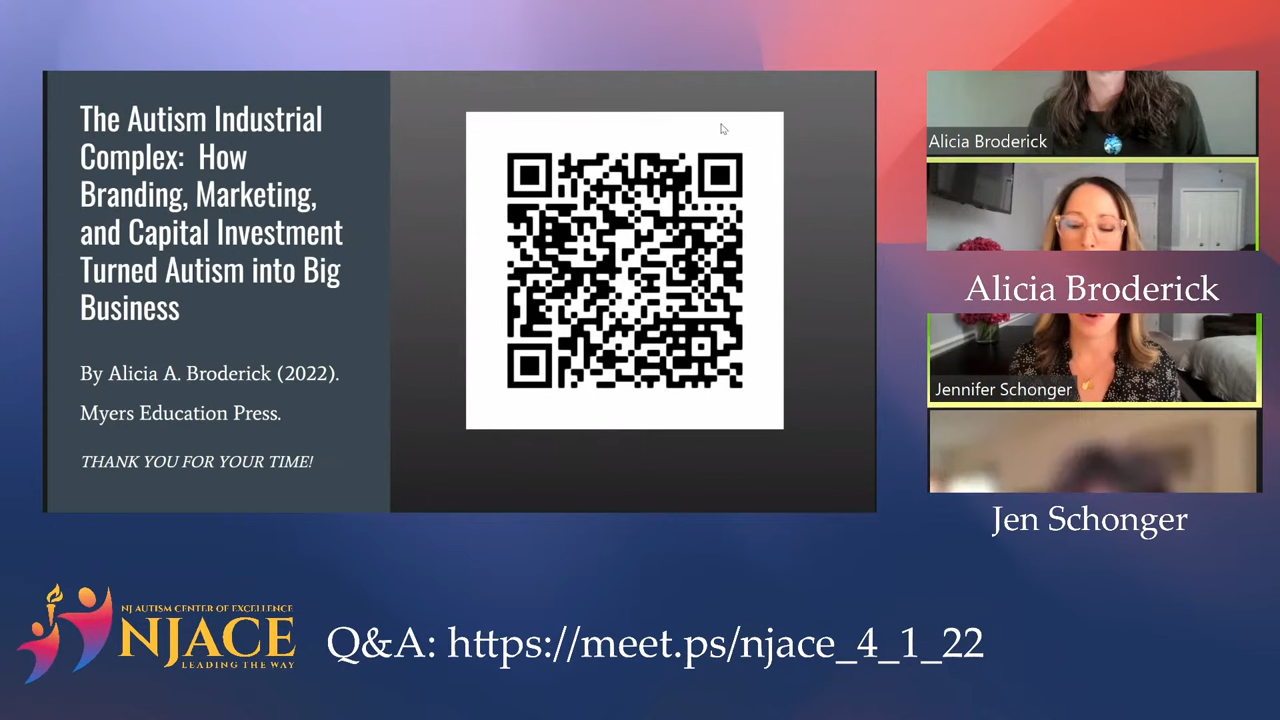 The Autism Industrial
Complex: How
Branding, Marketing,
and Capital Investment
Turned Autism into Big
Business
By Alicia A. Broderick (2022).
Myers Education Press.
THANK YOU FOR YOUR TIME!
Alicia Broderick
Alicia Broderick
Jennifer Schonger
Jen Schonger
NJ AUTISM CENTER OF EXCELLENCE
NJACE
LEADING THE WAY
Q&A: https://meet.ps/njace_4_1_22